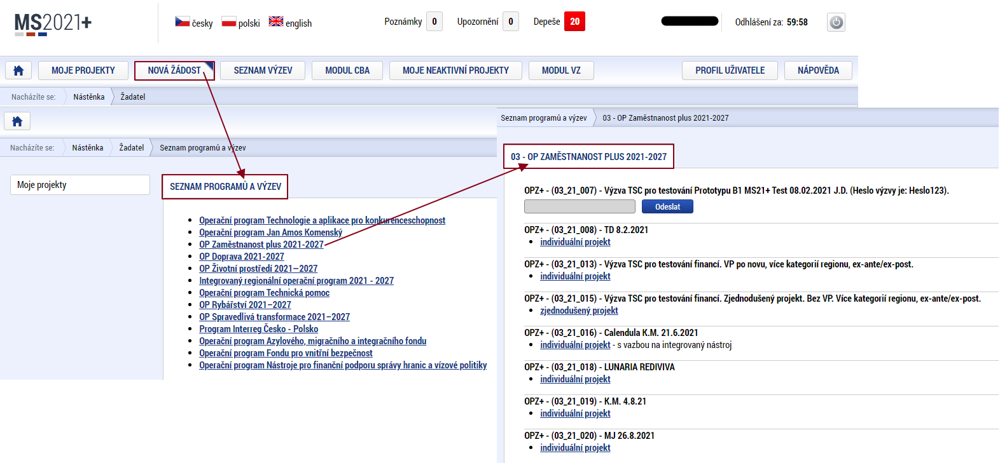 MS2021+
česky polski english
Poznámky 0 Upozornění 0 Depeše 20
Odhlášení za: 59:58
MOJE PROJEKTY NOVÁ ŽÁDOST SEZNAM VÝZEV MODUL CBA MOJE NEAKTIVNÍ PROJEKTY MODUL VZ PROFIL UŽIVATELE NÁPOVĚDA
Nacházíte se: Nástěnka Žadatel
Nacházíte se: Nástěnka Žadatel Seznam programů a výzev
Moje projekty
SEZNAM PROGRAMŮ A VÝZEV
Operační program Technologie a aplikace pro konkurenceschopnost
Operační program Jan Amos Komenský
OP Zaměstnanost plus 2021-2027
OP Doprava 2021-2027
OP Životní prostředí 2021–2027
Integrovaný regionální operační program 2021 - 2027
Operační program Technická pomoc
OP Rybářství 2021–2027
OP Spravedlivá transformace 2021–2027
Program Interreg Česko - Polsko
Operační program Azylového, migračního a integračního fondu
Operační program Fondu pro vnitřní bezpečnost
Operační program Nástroje pro finanční podporu správy hranic a vízové politiky
Seznam programů a výzev 03 - OP Zaměstnanost plus 2021-2027
03 - OP ZAMĚSTNANOST PLUS 2021-2027
OPZ+ - (03_21_007) - Výzva TSC pro testování Prototypu B1 MS21+ Test 08.02.2021 J.D. (Heslo výzvy je: Heslo123).
Odeslat
OPZ+ - (03_21_008) - TD 8.2.2021
individuální projekt
OPZ+ - (03_21_013) - Výzva TSC pro testování financí. VP po novu, více kategorií regionu, ex-ante/ex-post.
individuální projekt
OPZ+ - (03_21_015) - Výzva TSC pro testování financí. Zjednodušený projekt. Bez VP. Více kategorií regionu, ex-ante/ex-post.
zjednodušený projekt
OPZ+ - (03_21_016) - Calendula K.M. 21.6.2021
individuální projekt - s vazbou na integrovaný nástroj
OPZ+ - (03_21_018) - LUNARIA REDIVIVA
individuální projekt
OPZ+ - (03_21_019) - K.M. 4.8.21
individuální projekt
OPZ+ - (03_21_020) - MJ 26.8.2021
individuální projekt